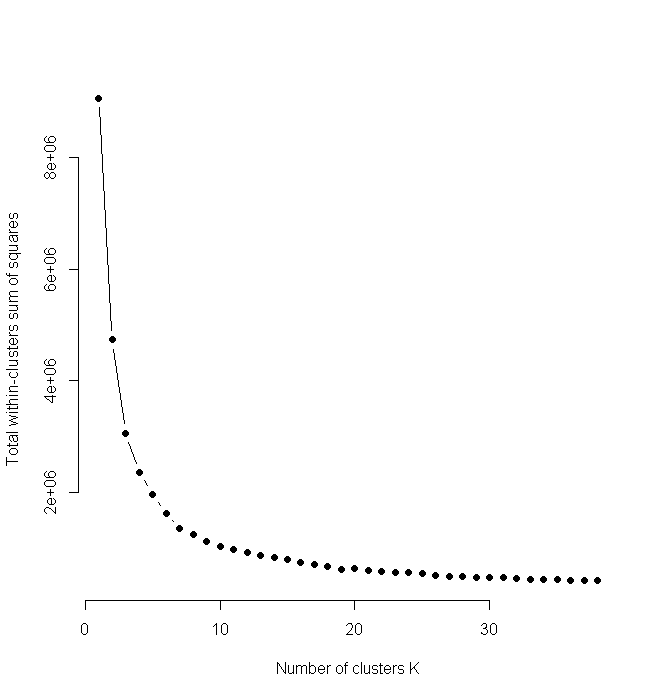 8e+06
6e+06
4e+06
2e+06
Total within-clusters sum of squares
0 10 20 30
Number of clusters K